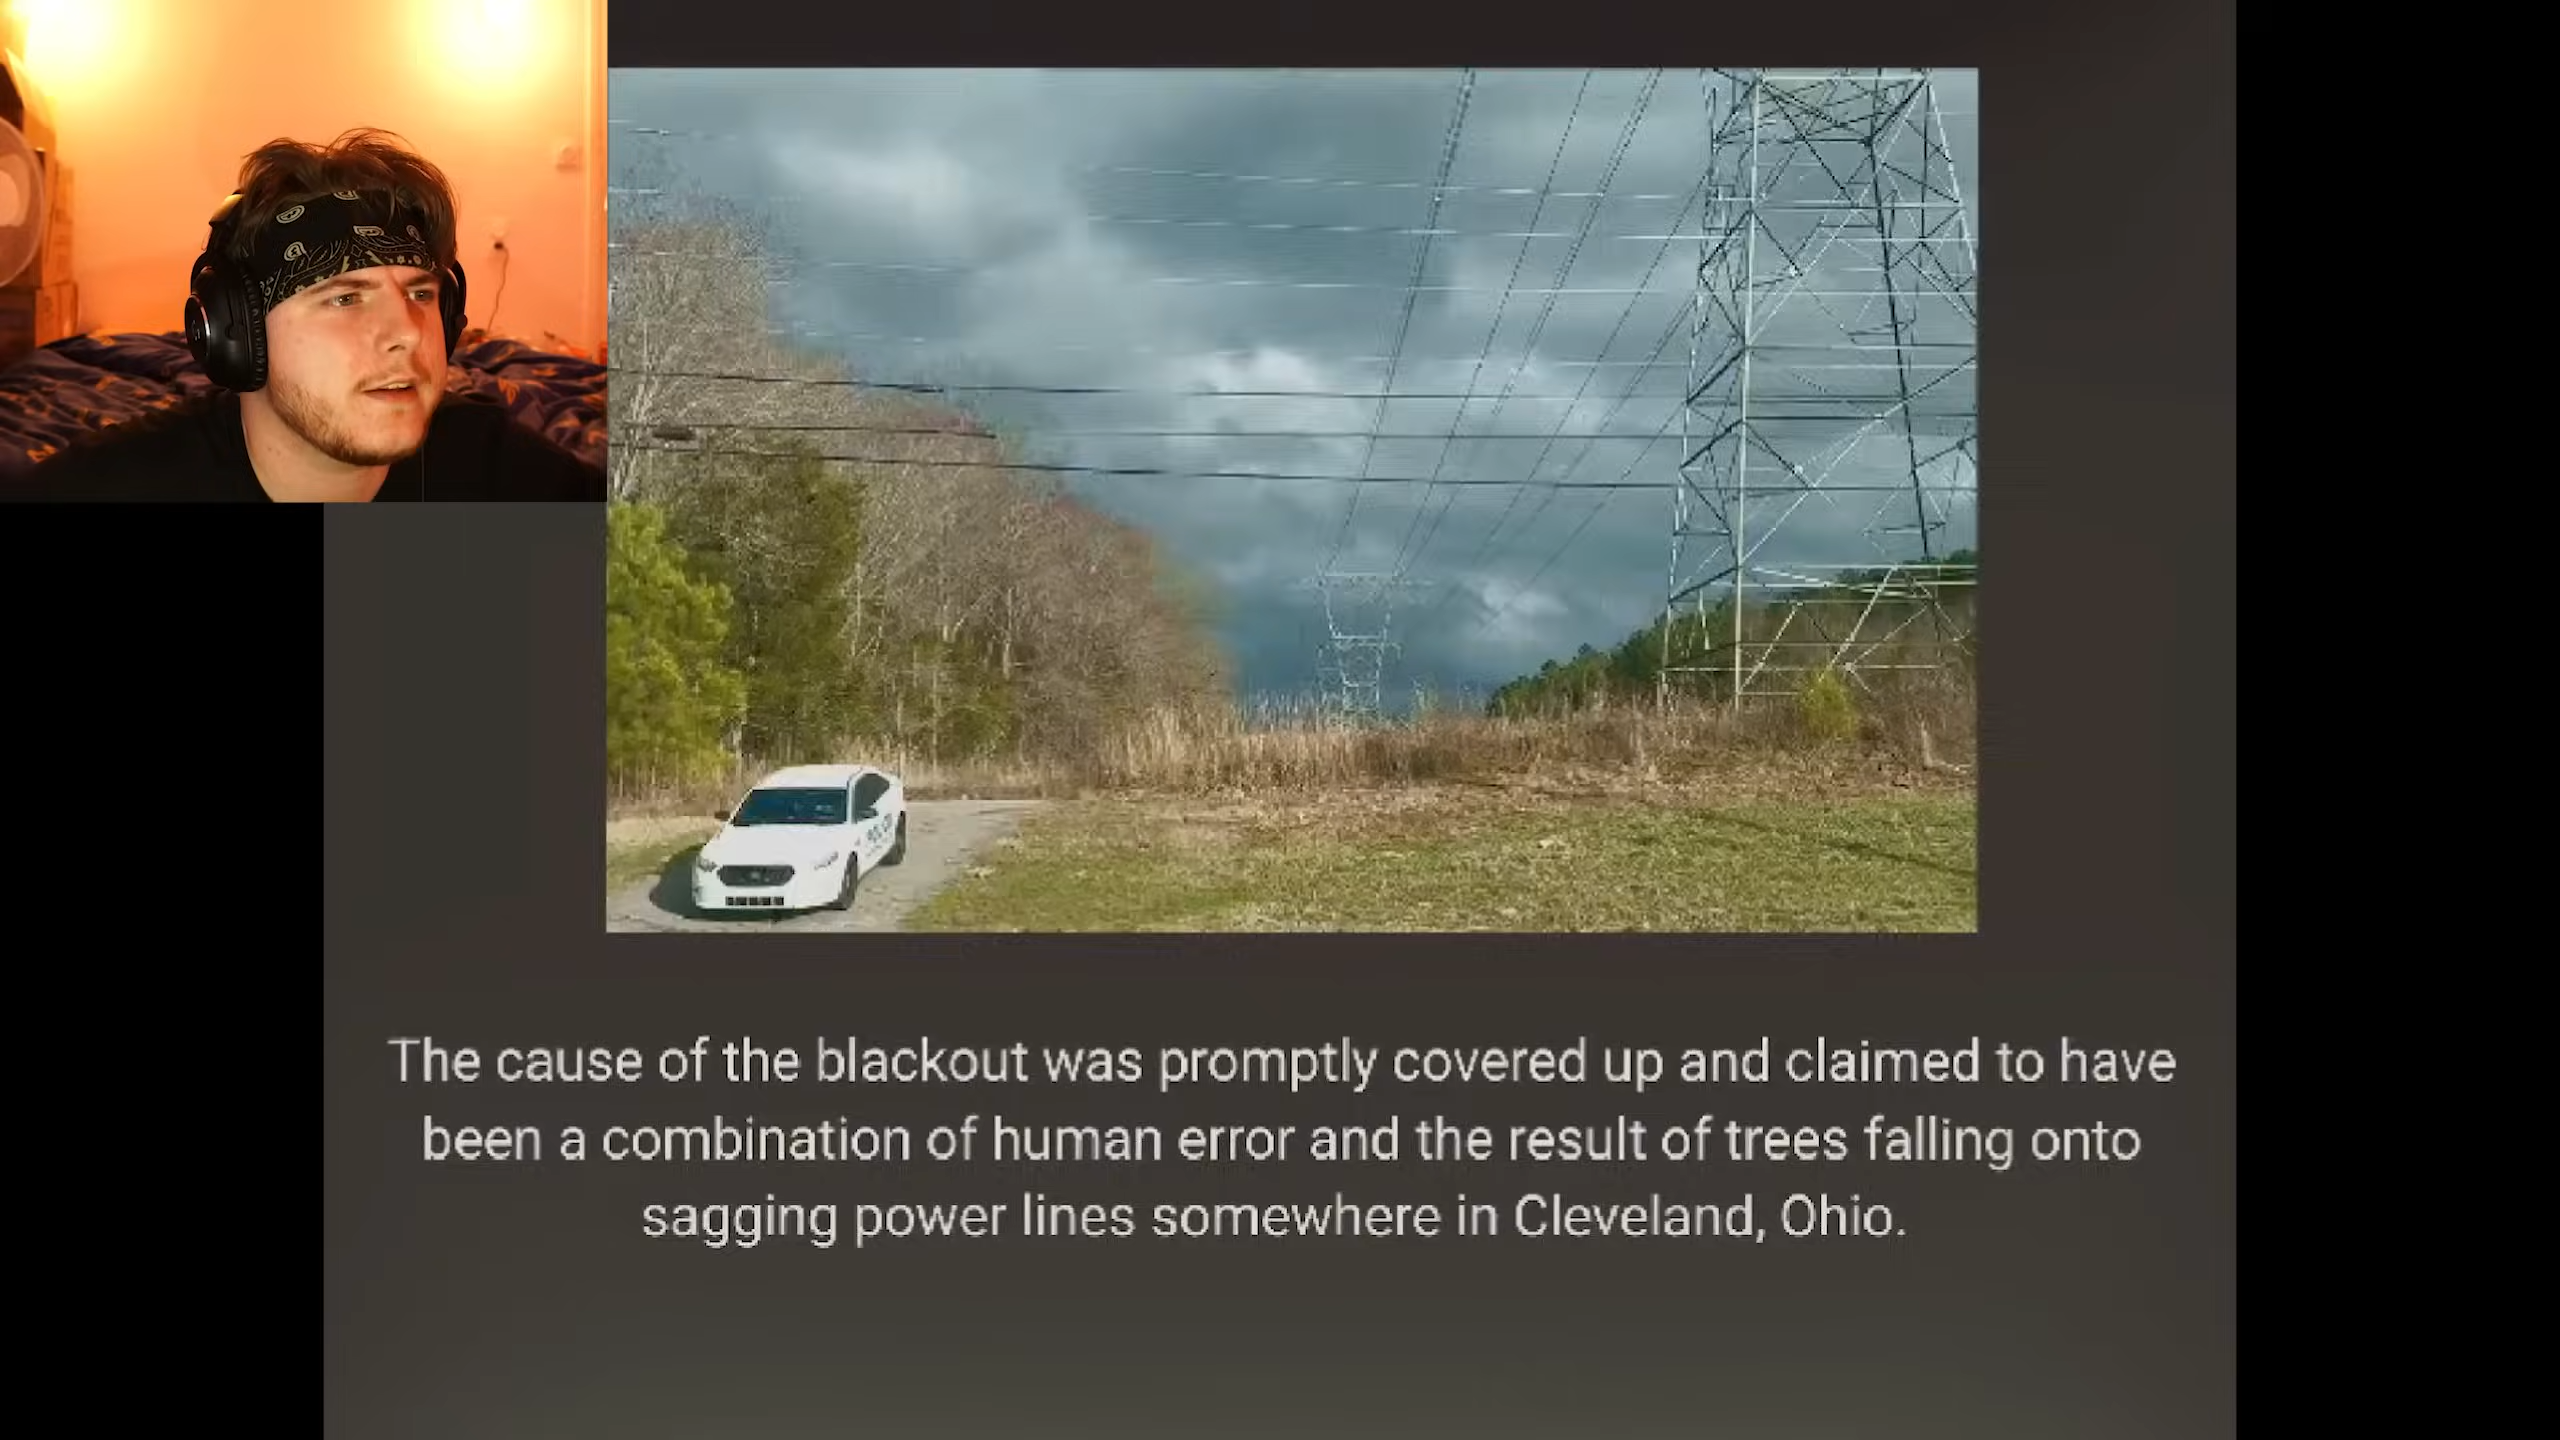 The cause of the blackout was promptly covered up and claimed to have
been a combination of human error and the result of trees falling onto
sagging power lines somewhere in Cleveland, Ohio.